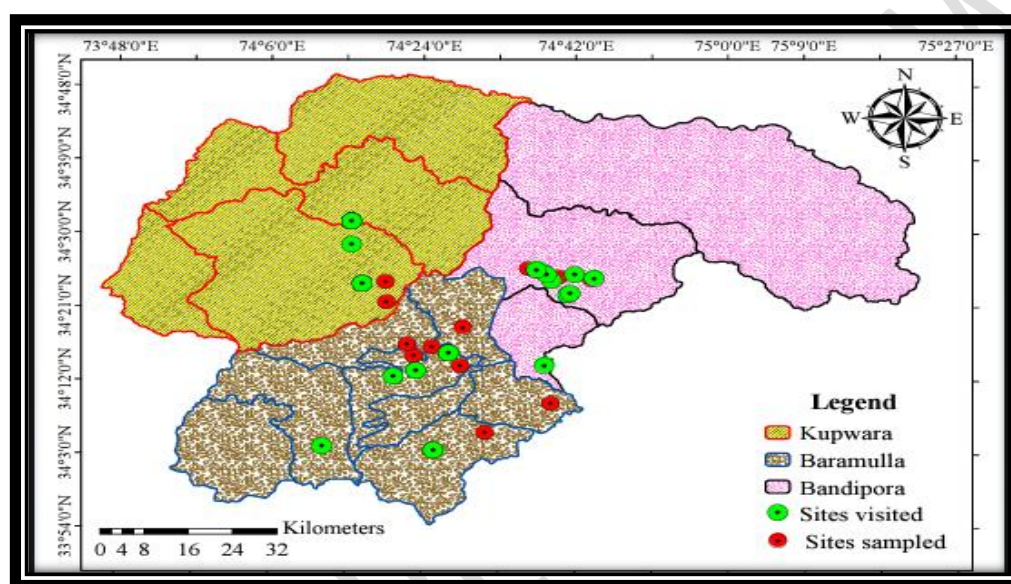 73°48'0"E 74°6'0"E 74°24'0"E 74°42'0"E 75°0'0"E 75°9'0"E 75°27'0"E
34°48'0"N
34°39'0"N
34°30'0"N
34°21'0"N
34°12'0"N
34°3'0"N
33°54'0"N
N
W E
S
Legend
Kupwara
Baramulla
Bandipora
Sites visited
Sites sampled
Kilometers
0 4 8 16 24 32